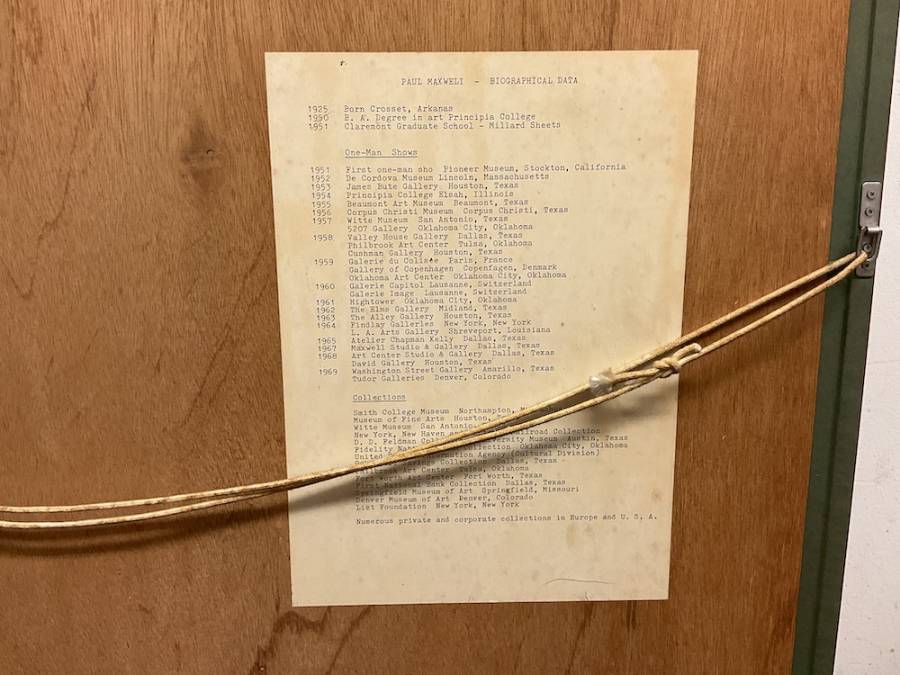 PAUL MAXWELL - BIOGRAPHICAL DATA
1925 Born Crosset, Arkansas
1950 B. A. Degree in art Principia College
1951 Claremont Graduate School - Millard Sheets
One-Man Shows
1951 First one-man sho Pioneer Museum, Stockton, California
1952 De Cordova Museum Lincoln, Massachusetts
1953 James Bute Gallery Houston, Texas
1954 Principia College Elsah, Illinois
1955 Beaumont Art Museum Beaumont, Texas
1956 Corpus Christi Museum Corpus Christi, Texas
1957 Witte Museum San Antonio, Texas
5207 Gallery Oklahoma City, Oklahoma
1958 Valley House Gallery Dallas, Texas
Philbrook Art Center Tulsa, Oklahoma
Cushman Gallery Houston, Texas
1959 Galerie du Colisée Paris, France
Gallery of Copenhagen Copenhagen, Denmark
Oklahoma Art Center Oklahoma City, Oklahoma
1960 Galerie Capitol Lausanne, Switzerland
Galerie Image Lausanne, Switzerland
1961 Hightower Oklahoma City, Oklahoma
1962 The Elms Gallery Midland, Texas
1963 The Alley Gallery Houston, Texas
1964 Findlay Galleries New York, New York
L. A. Arts Gallery Shreveport, Louisiana
1965 Atelier Chapman Kelly Dallas, Texas
1967 Maxwell Studio & Gallery Dallas, Texas
1968 Art Center Studio & Gallery Dallas, Texas
David Gallery Houston, Texas
1969 Washington Street Gallery Amarillo, Texas
Tudor Galleries Denver, Colorado
Collections
Smith College Museum Northampton,
Museum of Fine Arts Houston,
Witte Museum San Antonio
New York, New Haven Railroad Collection
D. D. Feldman University Museum Austin, Texas
Fidelity Oklahoma City, Oklahoma
Agency (Cultural Division)
Savings Collection Dallas, Texas
Philbrook Art Center Tulsa, Oklahoma
Fort Worth Art Center Fort Worth, Texas
First National Bank Collection Dallas, Texas
Springfield Museum of Art Springfield, Missouri
Denver Museum of Art Denver, Colorado
List Foundation New York, New York
Numerous private and corporate collections in Europe and U. S. A.